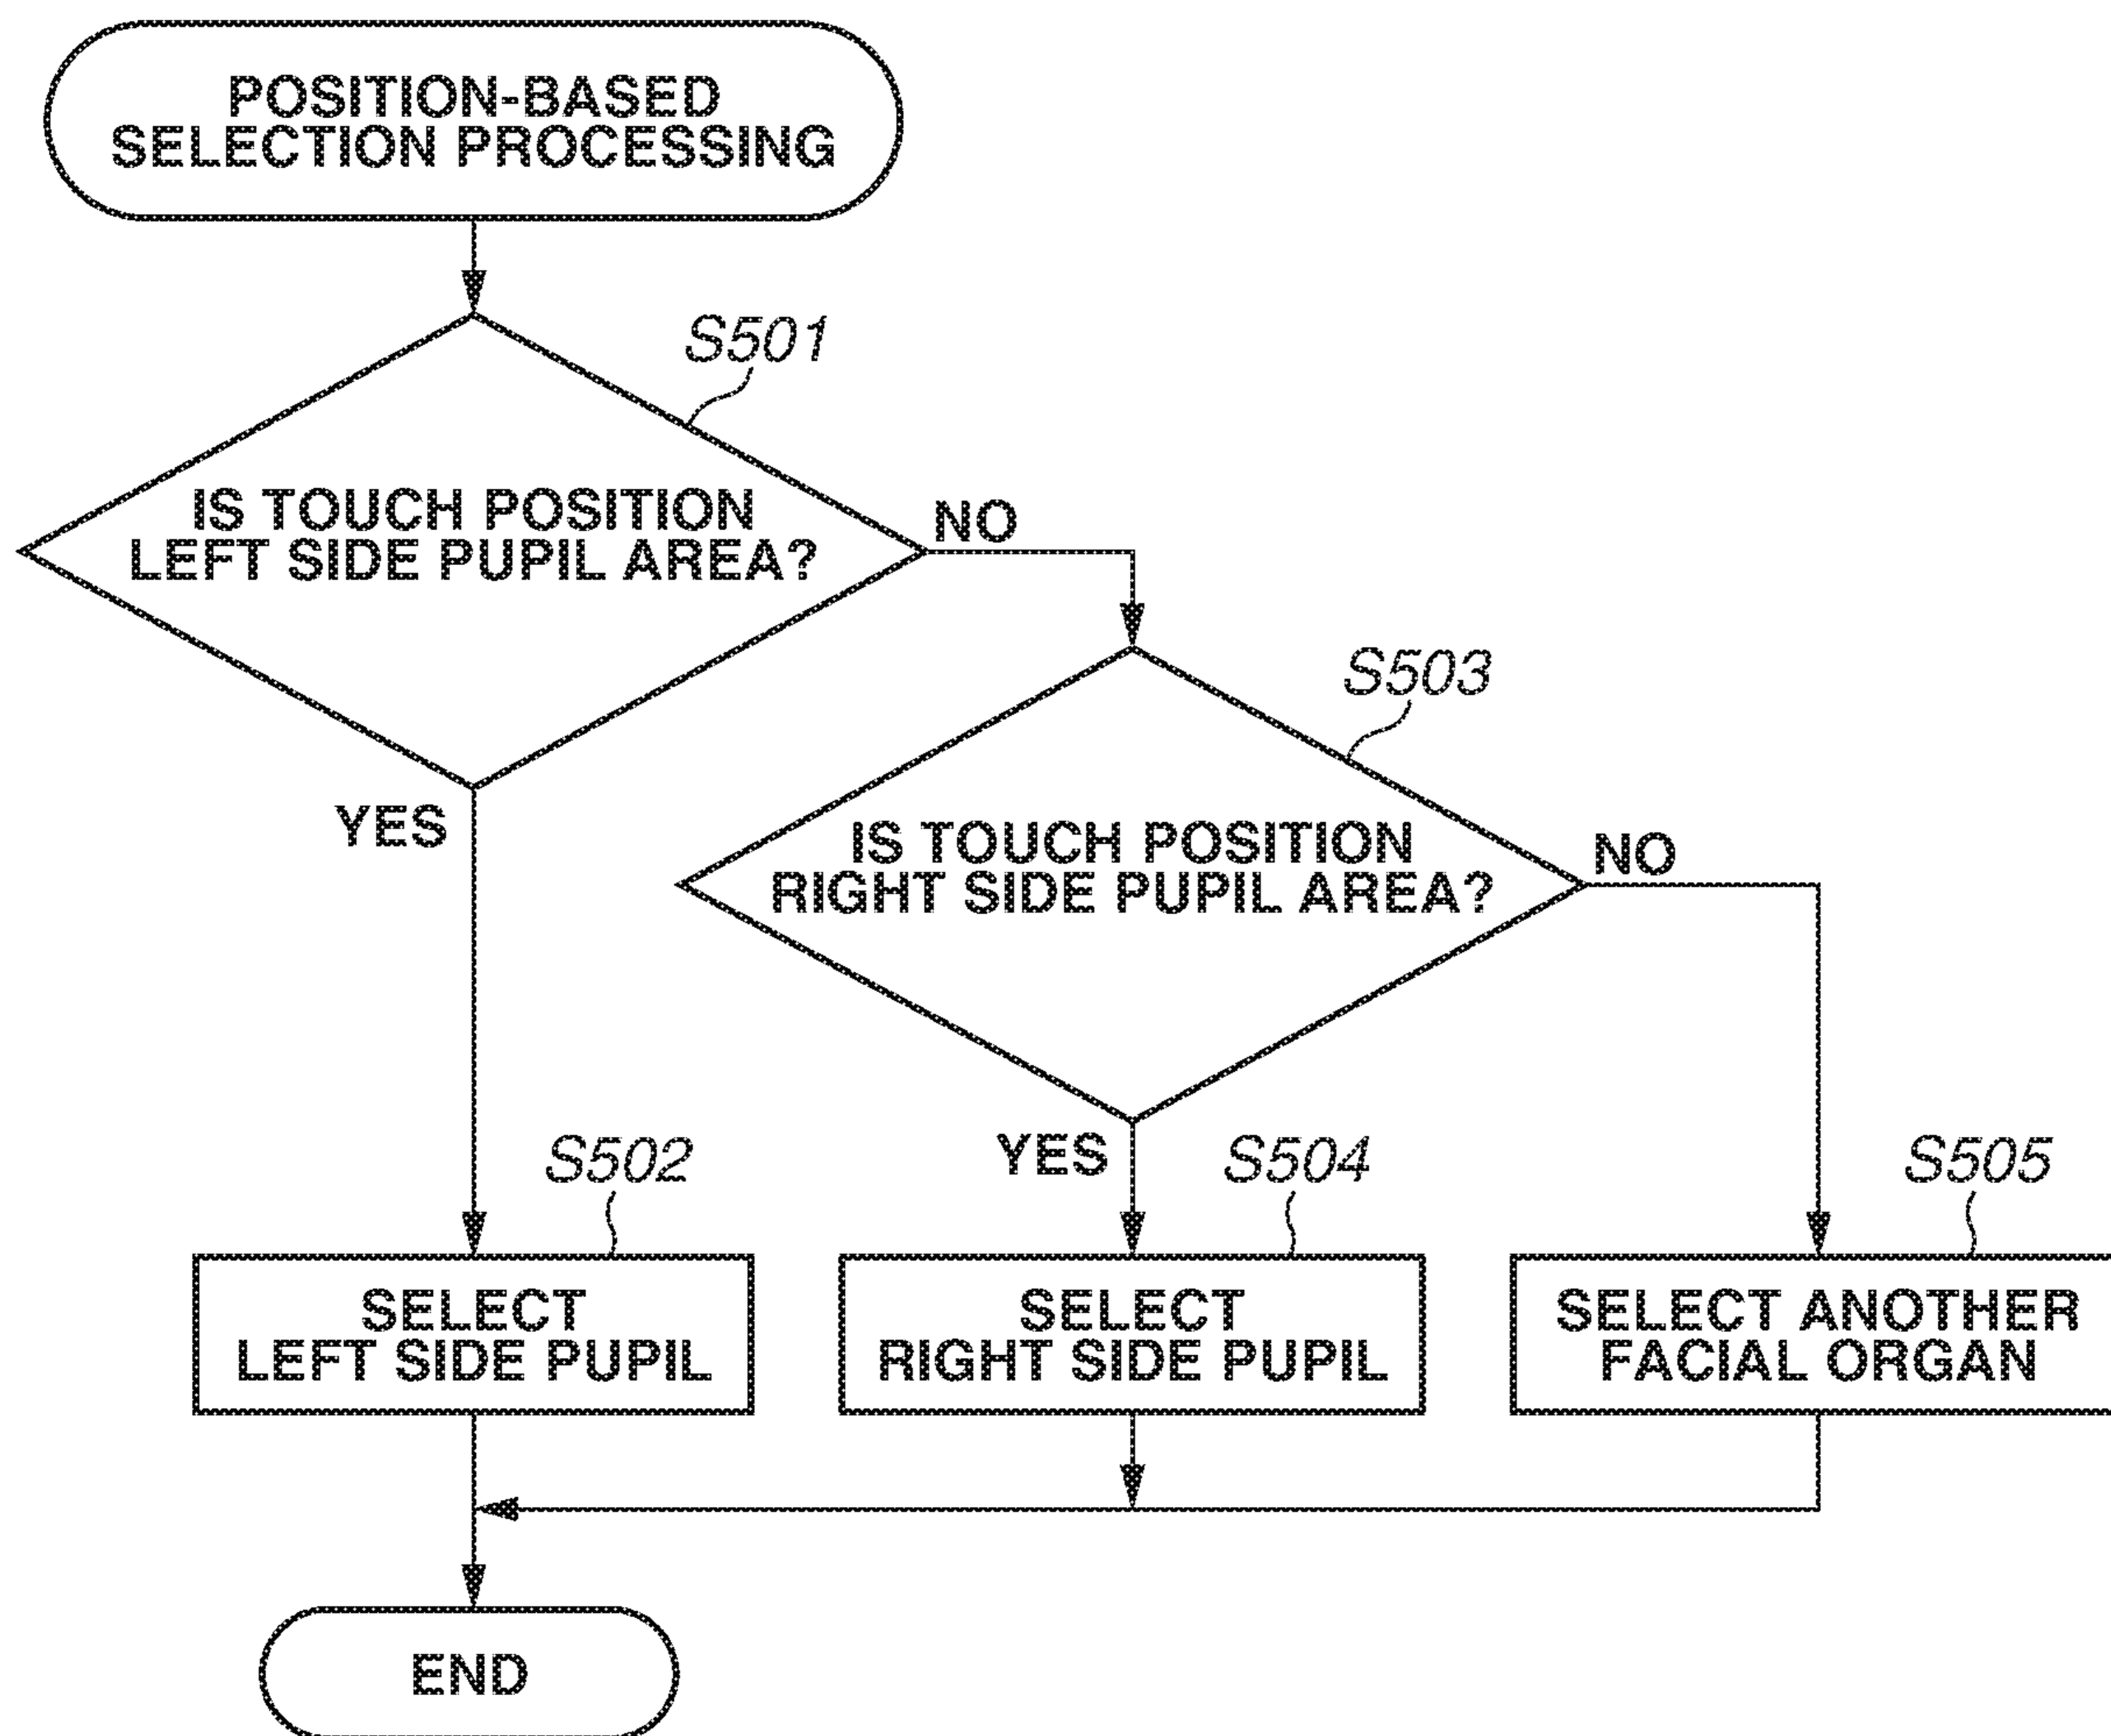 POSITION-BASED
SELECTION PROCESSING
S501
IS TOUCH POSITION
LEFT SIDE PUPIL AREA?
NO
YES
S503
IS TOUCH POSITION
RIGHT SIDE PUPIL AREA?
NO
YES
S502
SELECT
LEFT SIDE PUPIL
S504
SELECT
RIGHT SIDE PUPIL
S505
SELECT ANOTHER
FACIAL ORGAN
END